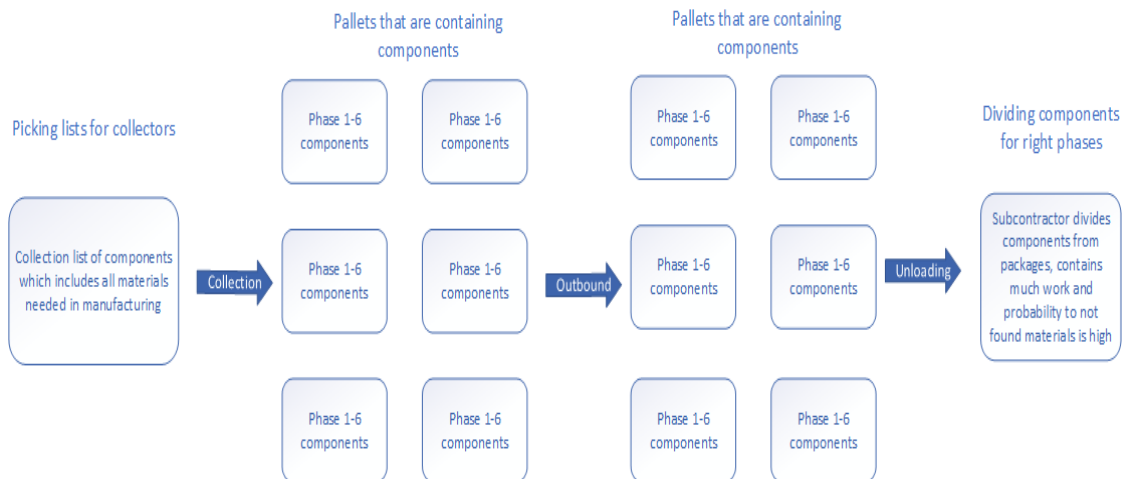 Picking lists for collectors
Collection list of components
which includes all materials
needed in manufacturing
Collection
Pallets that are containing
components
Phase 1-6
components
Phase 1-6
components
Phase 1-6
components
Phase 1-6
components
Phase 1-6
components
Phase 1-6
components
Outbound
Pallets that are containing
components
Phase 1-6
components
Phase 1-6
components
Phase 1-6
components
Phase 1-6
components
Phase 1-6
components
Phase 1-6
components
Unloading
Dividing components
for right phases
Subcontractor divides
components from
packages, contains
much work and
probability to not
found materials is high